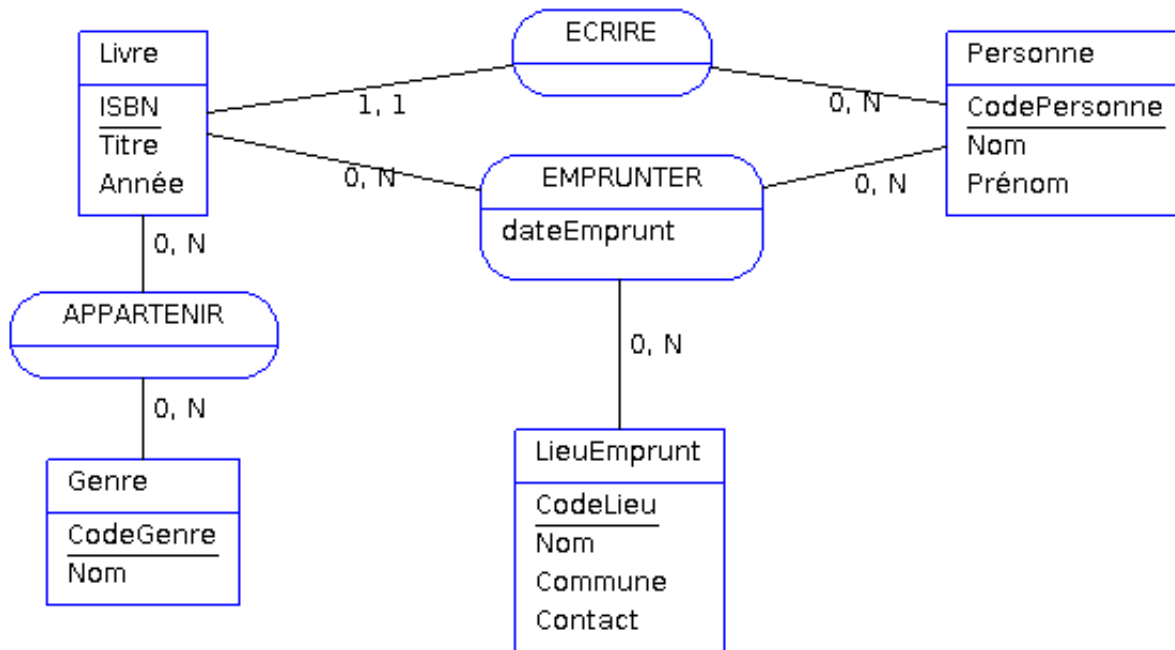 Livre
ISBN
Titre
Année
ECRIRE
Personne
CodePersonne
Nom
Prénom
1, 1
0, N
0, N
EMPRUNTER
dateEmprunt
0, N
0, N
APPARTENIR
0, N
0, N
Genre
CodeGenre
Nom
LieuEmprunt
CodeLieu
Nom
Commune
Contact